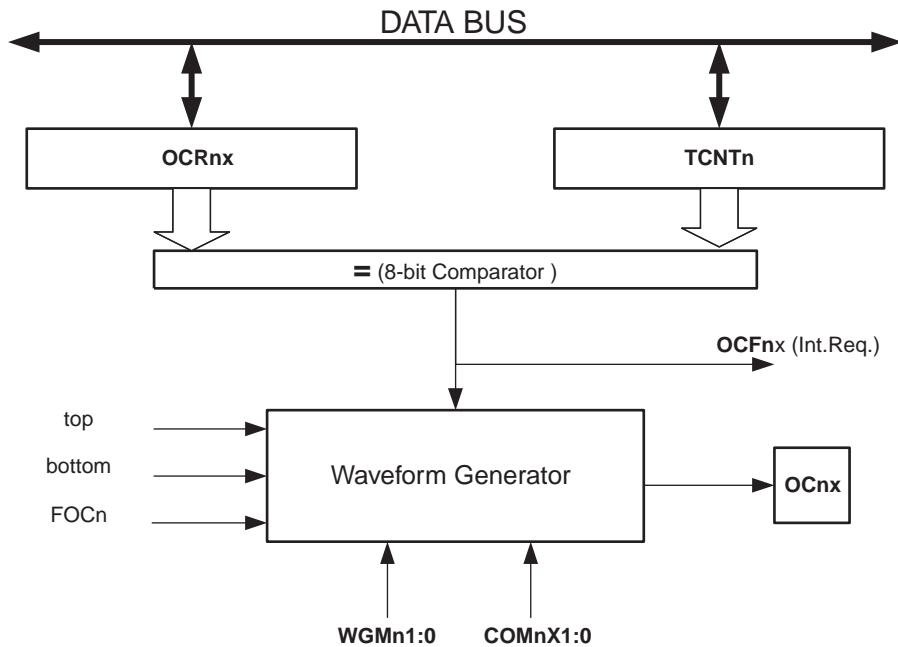 DATA BUS
OCRnx
TCNTn
= (8-bit Comparator )
OCFnx (Int.Req.)
top
bottom
FOCn
Waveform Generator
OCnx
WGMn1:0
COMnX1:0